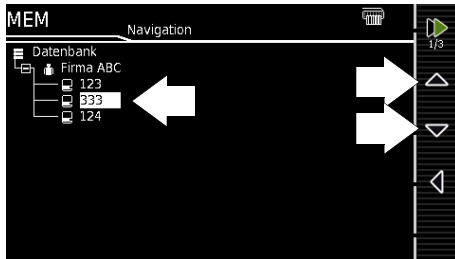 MEM
Navigation
1/3
Datenbank
Firma ABC
123
333
124